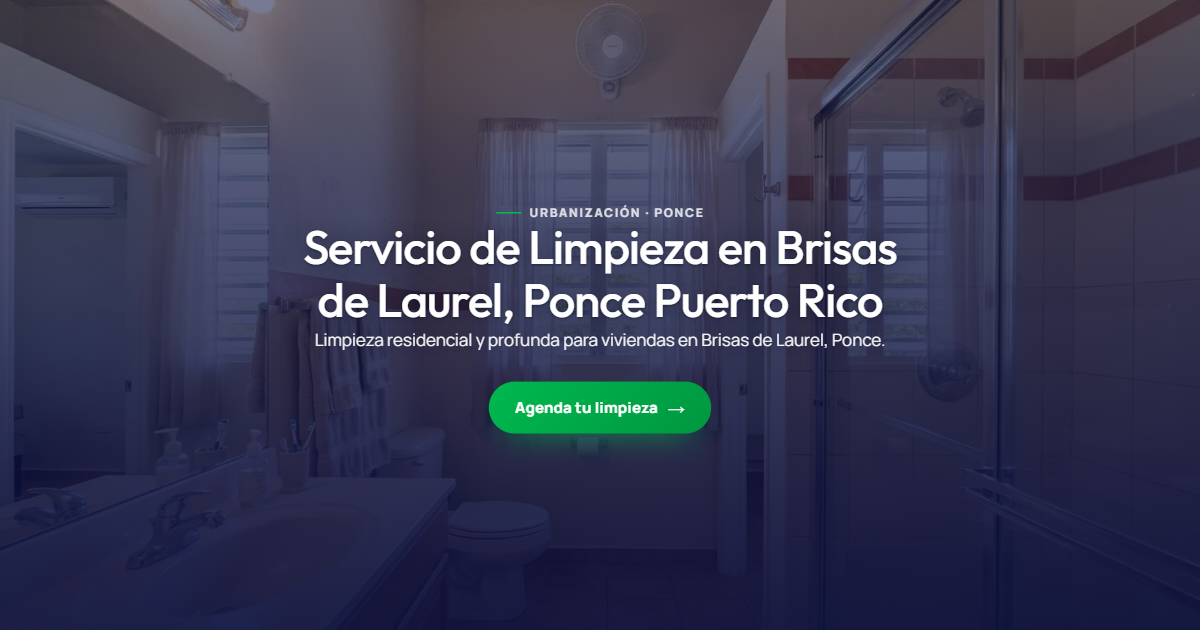 URBANIZACIÓN · PONCE
Servicio de Limpieza en Brisas
de Laurel, Ponce Puerto Rico
Limpieza residencial y profunda para viviendas en Brisas de Laurel, Ponce.
Agenda tu limpieza →